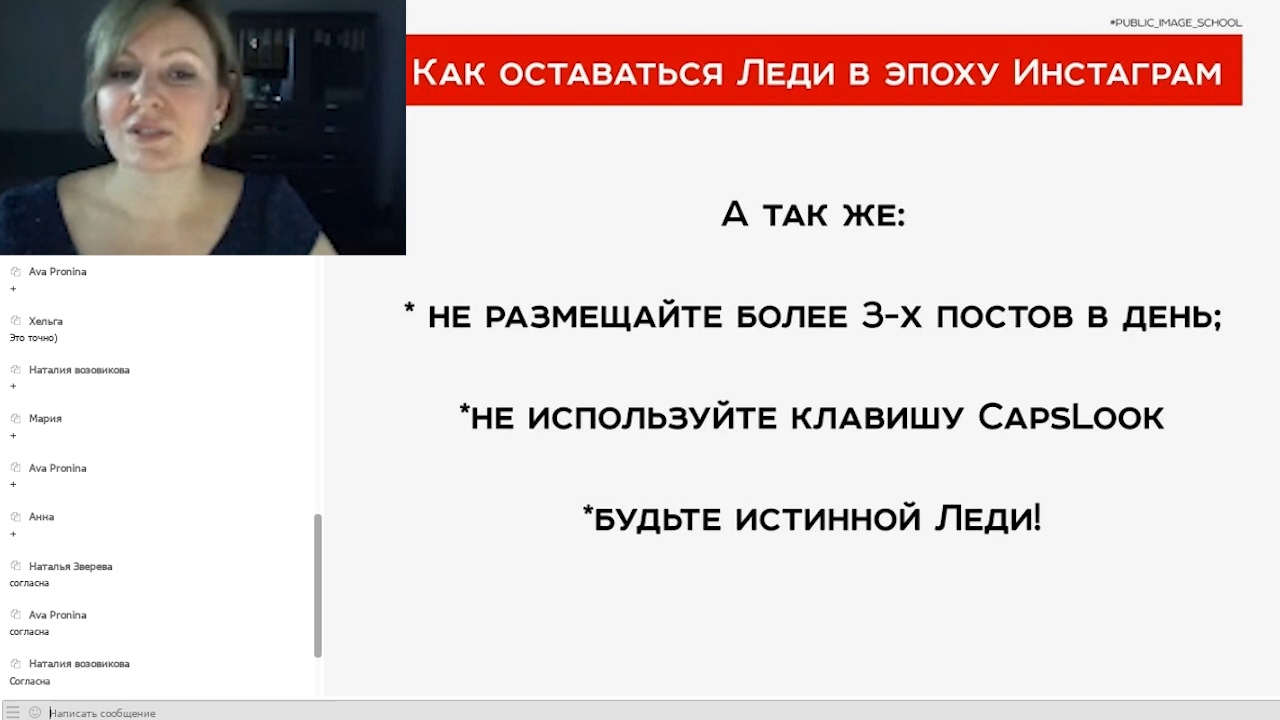 #PUBLIC_IMAGE_SCHOOL
Как оставаться Леди в эпоху Инстаграм
А так же:
* не размещайте более 3-х постов в день;
*не используйте клавишу CapsLook
*будьте истинной Леди!
Ava Pronina
+
Хельга
Это точно)
Наталия возовикова
+
Мария
+
Ava Pronina
+
Анна
+
Наталья Зверева
согласна
Ava Pronina
согласна
Наталия возовикова
Согласна
Написать сообщение